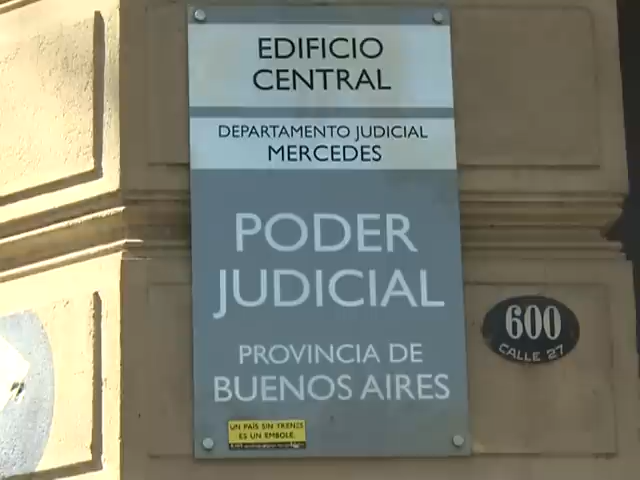 EDIFICIO
CENTRAL
DEPARTAMENTO JUDICIAL
MERCEDES
PODER
JUDICIAL
PROVINCIA DE
BUENOS AIRES
600
CALLE 27
UN PAÍS SIN TRENES
ES UN EMBOLE.